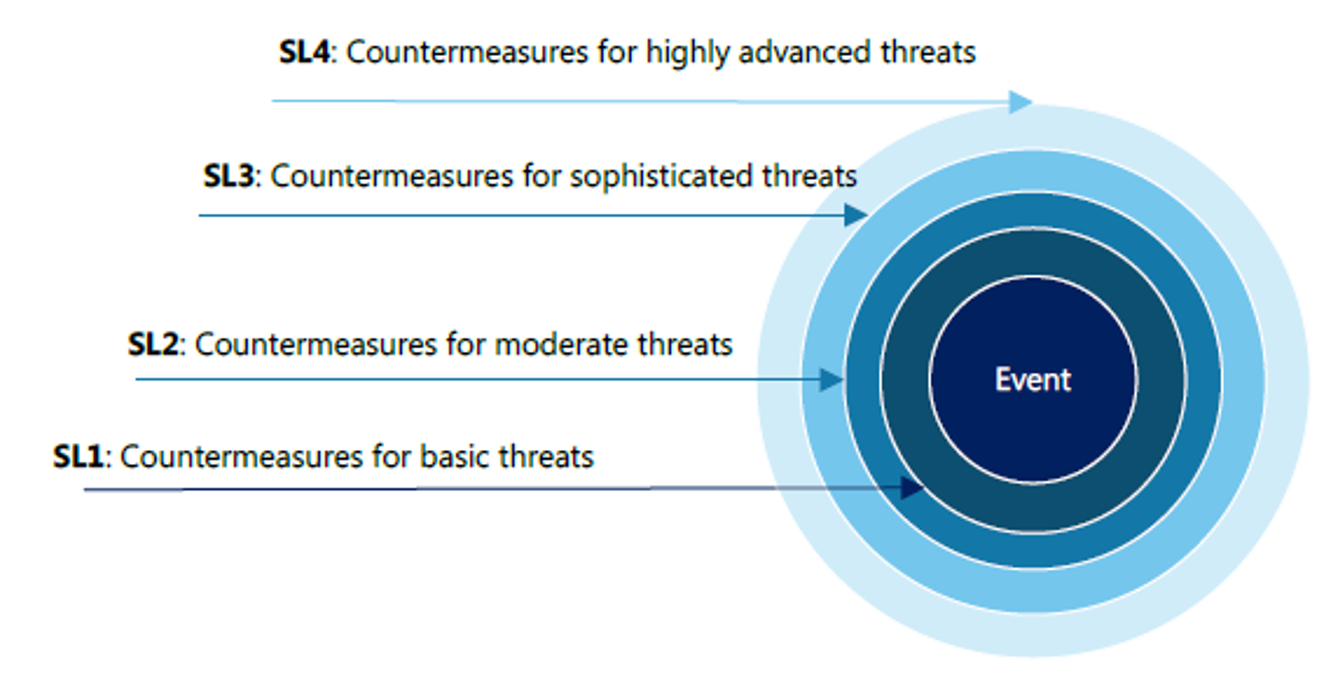 SL4: Countermeasures for highly advanced threats
SL3: Countermeasures for sophisticated threats
SL2: Countermeasures for moderate threats
Event
SL1: Countermeasures for basic threats